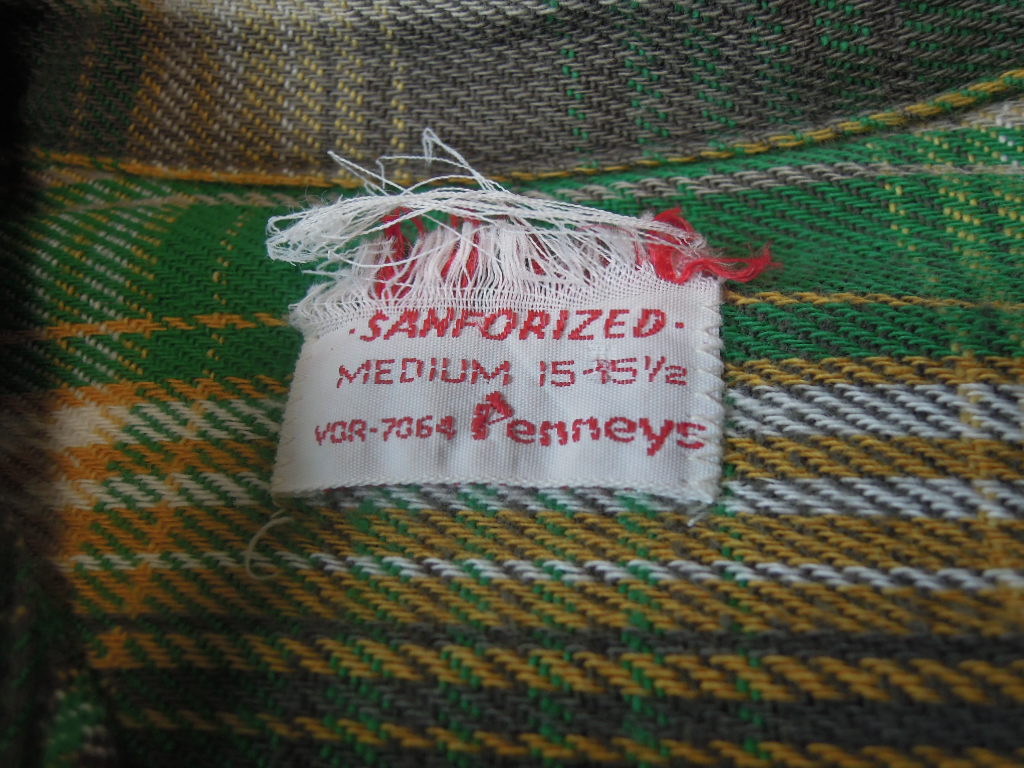 ·SANFORIZED·
MEDIUM 15-15½
VOR-7064 Penneys